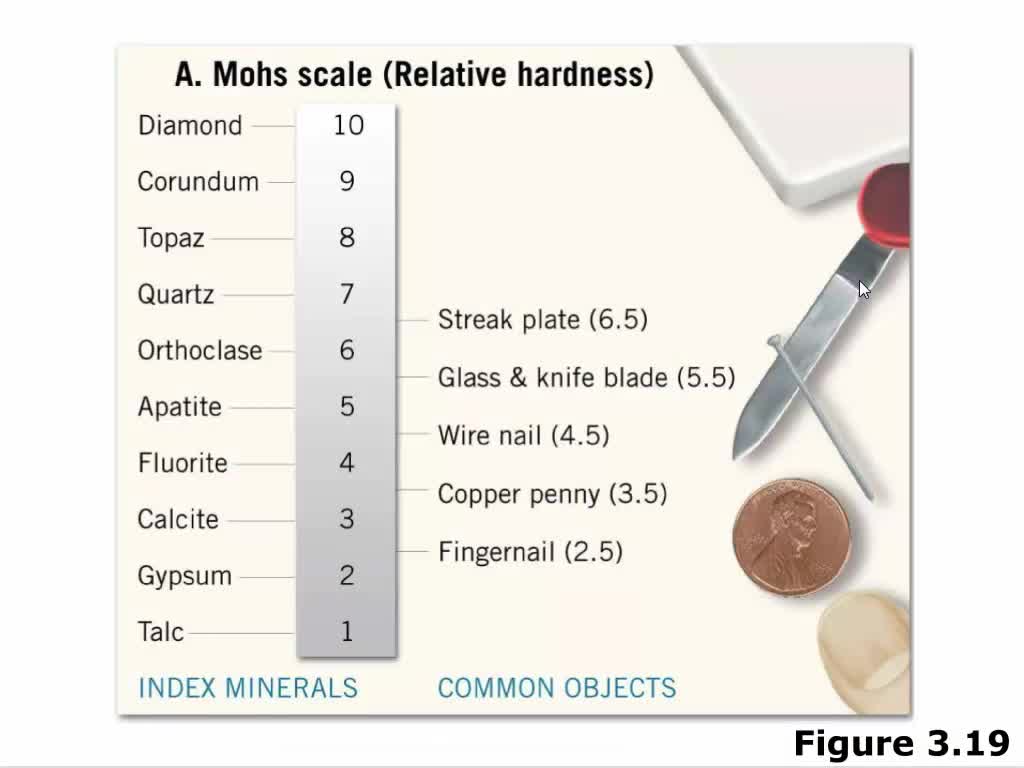 A. Mohs scale (Relative hardness)
Diamond 10
Corundum 9
Topaz 8
Quartz 7
Streak plate (6.5)
Orthoclase 6
Glass & knife blade (5.5)
Apatite 5
Wire nail (4.5)
Fluorite 4
Copper penny (3.5)
Calcite 3
Fingernail (2.5)
Gypsum 2
Talc 1
INDEX MINERALS COMMON OBJECTS
Figure 3.19